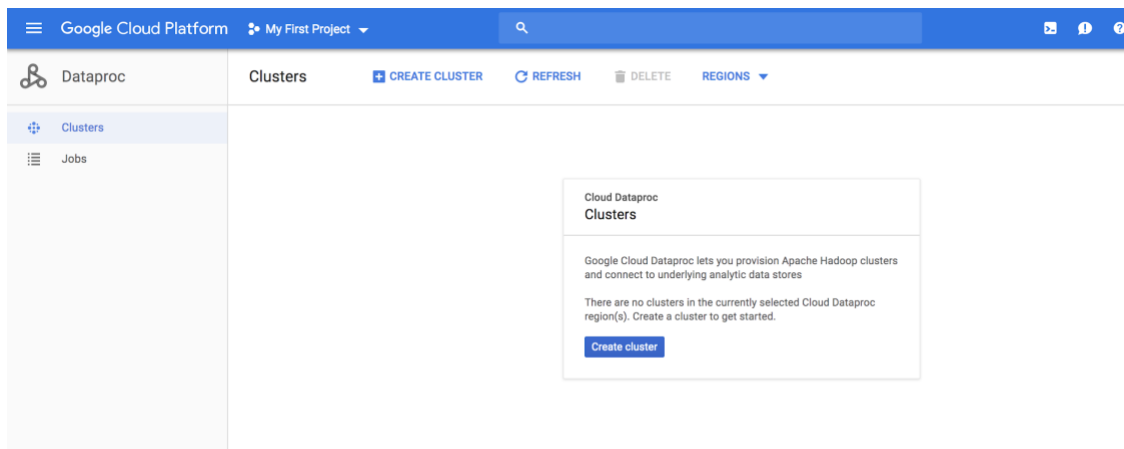 Google Cloud Platform My First Project
Dataproc
Clusters CREATE CLUSTER REFRESH DELETE REGIONS
Clusters
Jobs
Cloud Dataproc
Clusters
Google Cloud Dataproc lets you provision Apache Hadoop clusters
and connect to underlying analytic data stores
There are no clusters in the currently selected Cloud Dataproc
region(s). Create a cluster to get started.
Create cluster